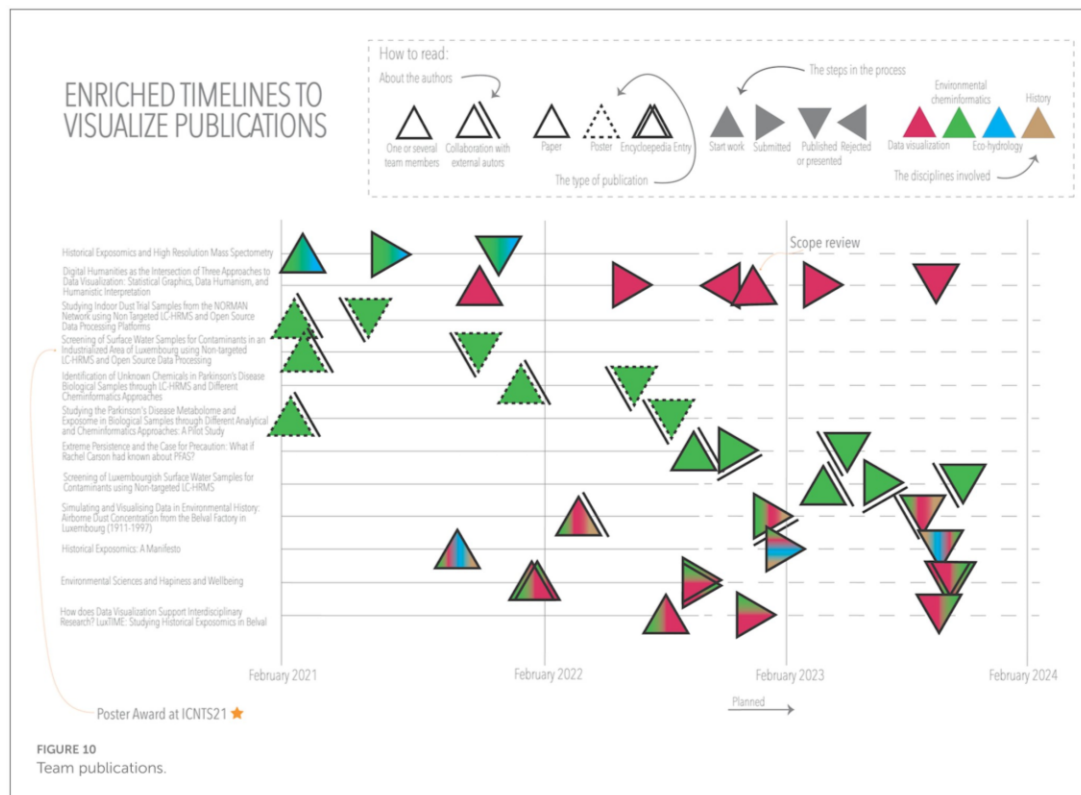 ENRICHED TIMELINES TO
VISUALIZE PUBLICATIONS
How to read:
About the authors
The steps in the process
Environmental
cheminformatics
History
One or several
team members
Collaboration with
external autors
Paper
Poster
Encycloepedia Entry
Start work
Submitted
Published
or presented
Rejected
Data visualization
Eco-hydrology
The type of publication
The disciplines involved
Scope review
Historical Exposomics and High Resolution Mass Spectometry
Digital Humanities as the Intersection of Three Approaches to
Data Visualization: Statistical Graphics, Data Humanism, and
Humanistic Interpretation
Studying Indoor Dust Trial Samples from the NORMAN
Network using Non Targeted LC-HRMS and Open Source
Data Processing Platforms
Screening of Surface Water Samples for Contaminants in an
Industrialized Area of Luxembourg using Non-targeted
LC-HRMS and Open Source Data Processing
Identification of Unknown Chemicals in Parkinson's Disease
Biological Samples through LC-HRMS and Different
Cheminformatics Approaches
Studying the Parkinson's Disease Metabolome and
Exposome in Biological Samples through Different Analytical
and Cheminformatics Approaches: A Pilot Study
Extreme Persistence and the Case for Precaution: What if
Rachel Carson had known about PFAS?
Screening of Luxembourgish Surface Water Samples for
Contaminants using Non-targeted LC-HRMS
Simulating and Visualising Data in Environmental History:
Airborne Dust Concentration from the Belval Factory in
Luxembourg (1911-1997)
Historical Exposomics: A Manifesto
Environmental Sciences and Hapiness and Wellbeing
How does Data Visualization Support Interdisciplinary
Research? LuxTIME: Studying Historical Exposomics in Belval
February 2021
February 2022
February 2023
February 2024
Planned
Poster Award at ICNTS21
FIGURE 10
Team publications.